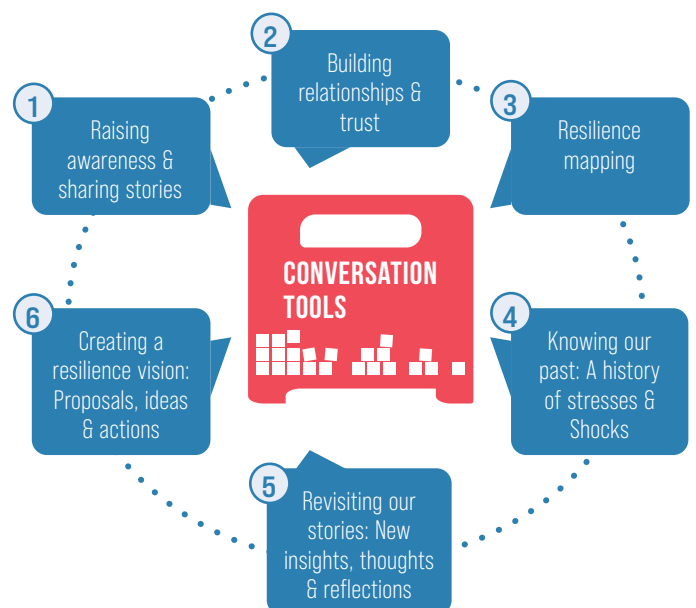 1
Raising
awareness &
sharing stories
2
Building
relationships &
trust
3
Resilience
mapping
CONVERSATION
TOOLS
4
Knowing our
past: A history
of stresses &
Shocks
5
Revisiting our
stories: New
insights, thoughts
& reflections
6
Creating a
resilience vision:
Proposals, ideas
& actions